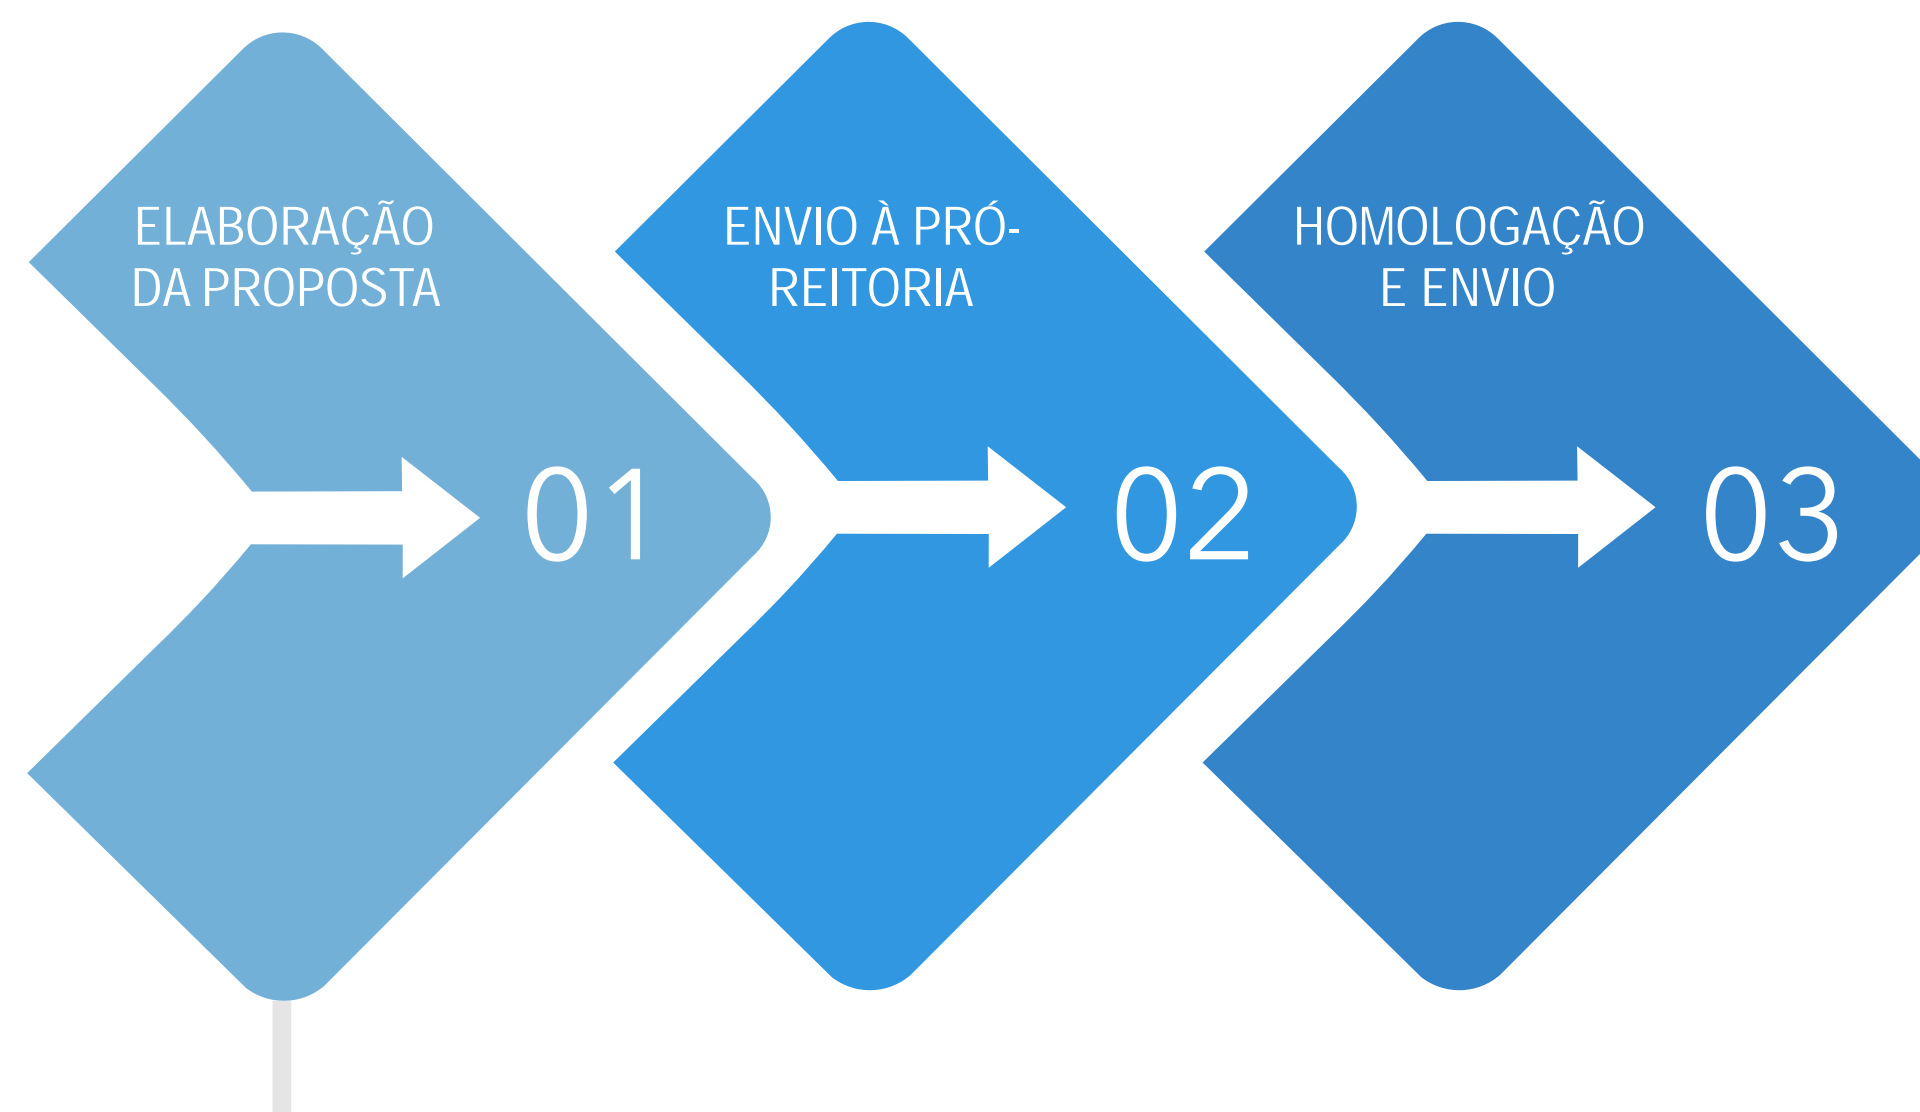 ELABORAÇÃO
DA PROPOSTA
01
ENVIO À PRÓ-
REITORIA
02
HOMOLOGAÇÃO
E ENVIO
03